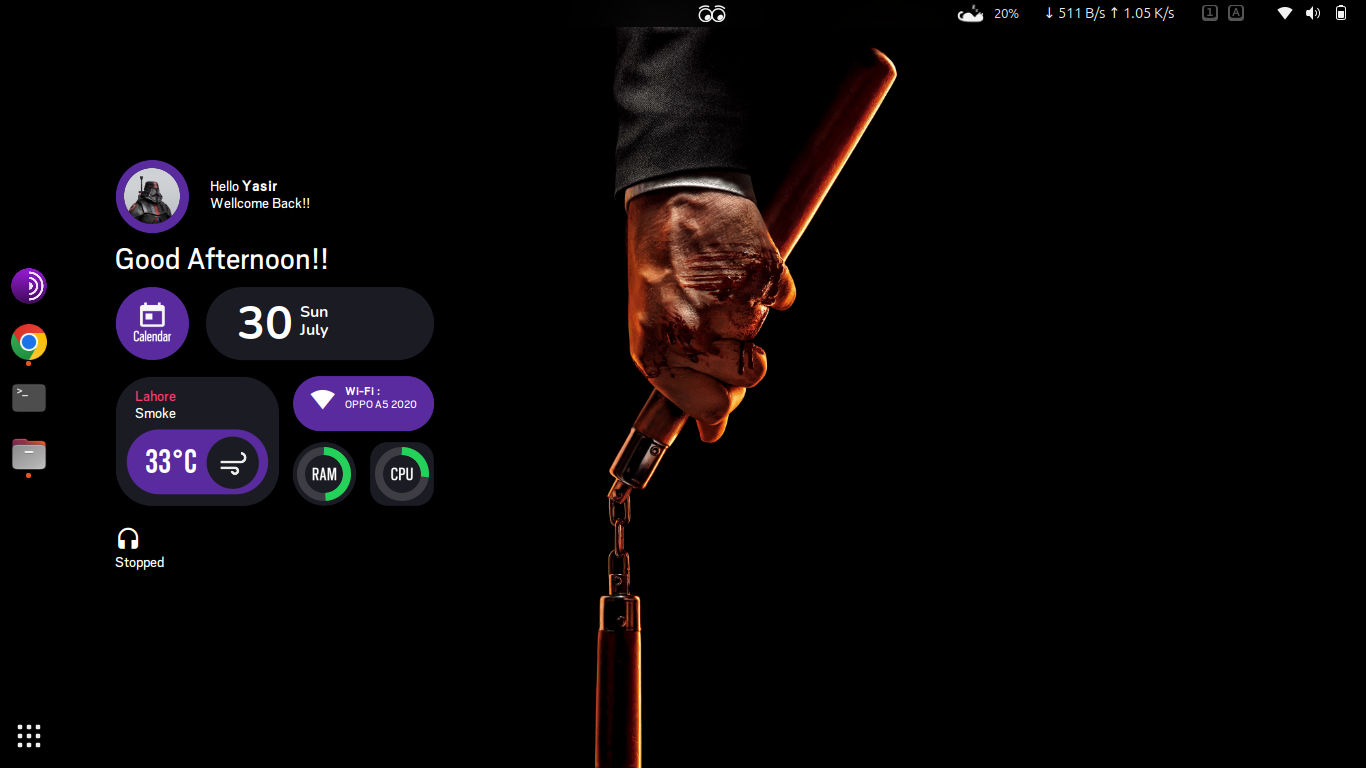 20%
↓ 511 B/s ↑ 1.05 K/s
1
A
Hello Yasir
Wellcome Back!!
Good Afternoon!!
Calendar
30
Sun
July
Lahore
Smoke
33°C
Wi-Fi :
OPPO A5 2020
RAM
CPU
>_
Stopped